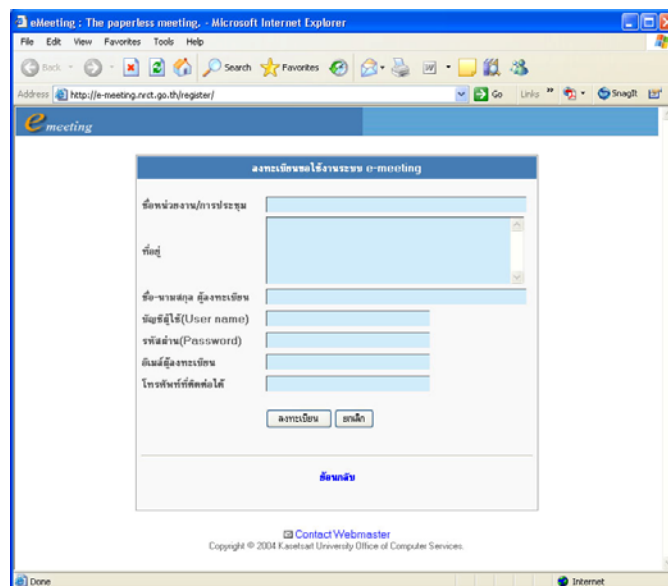 eMeeting : The paperless meeting. - Microsoft Internet Explorer
File Edit View Favorites Tools Help
Back Search Favorites
Address http://e-meeting.nrct.go.th/register/ Go Links » SnagIt
emeeting
ลงทะเบียนขอใช้งานระบบ e-meeting
ชื่อหน่วยงาน/การประชุม
ที่อยู่
ชื่อ-นามสกุล ผู้ลงทะเบียน
บัญชีผู้ใช้(User name)
รหัสผ่าน(Password)
อีเมล์ผู้ลงทะเบียน
โทรศัพท์ที่ติดต่อได้
ลงทะเบียน ยกเลิก
ย้อนกลับ
Contact Webmaster
Copyright © 2004 Kasetsart University Office of Computer Services.
Done Internet